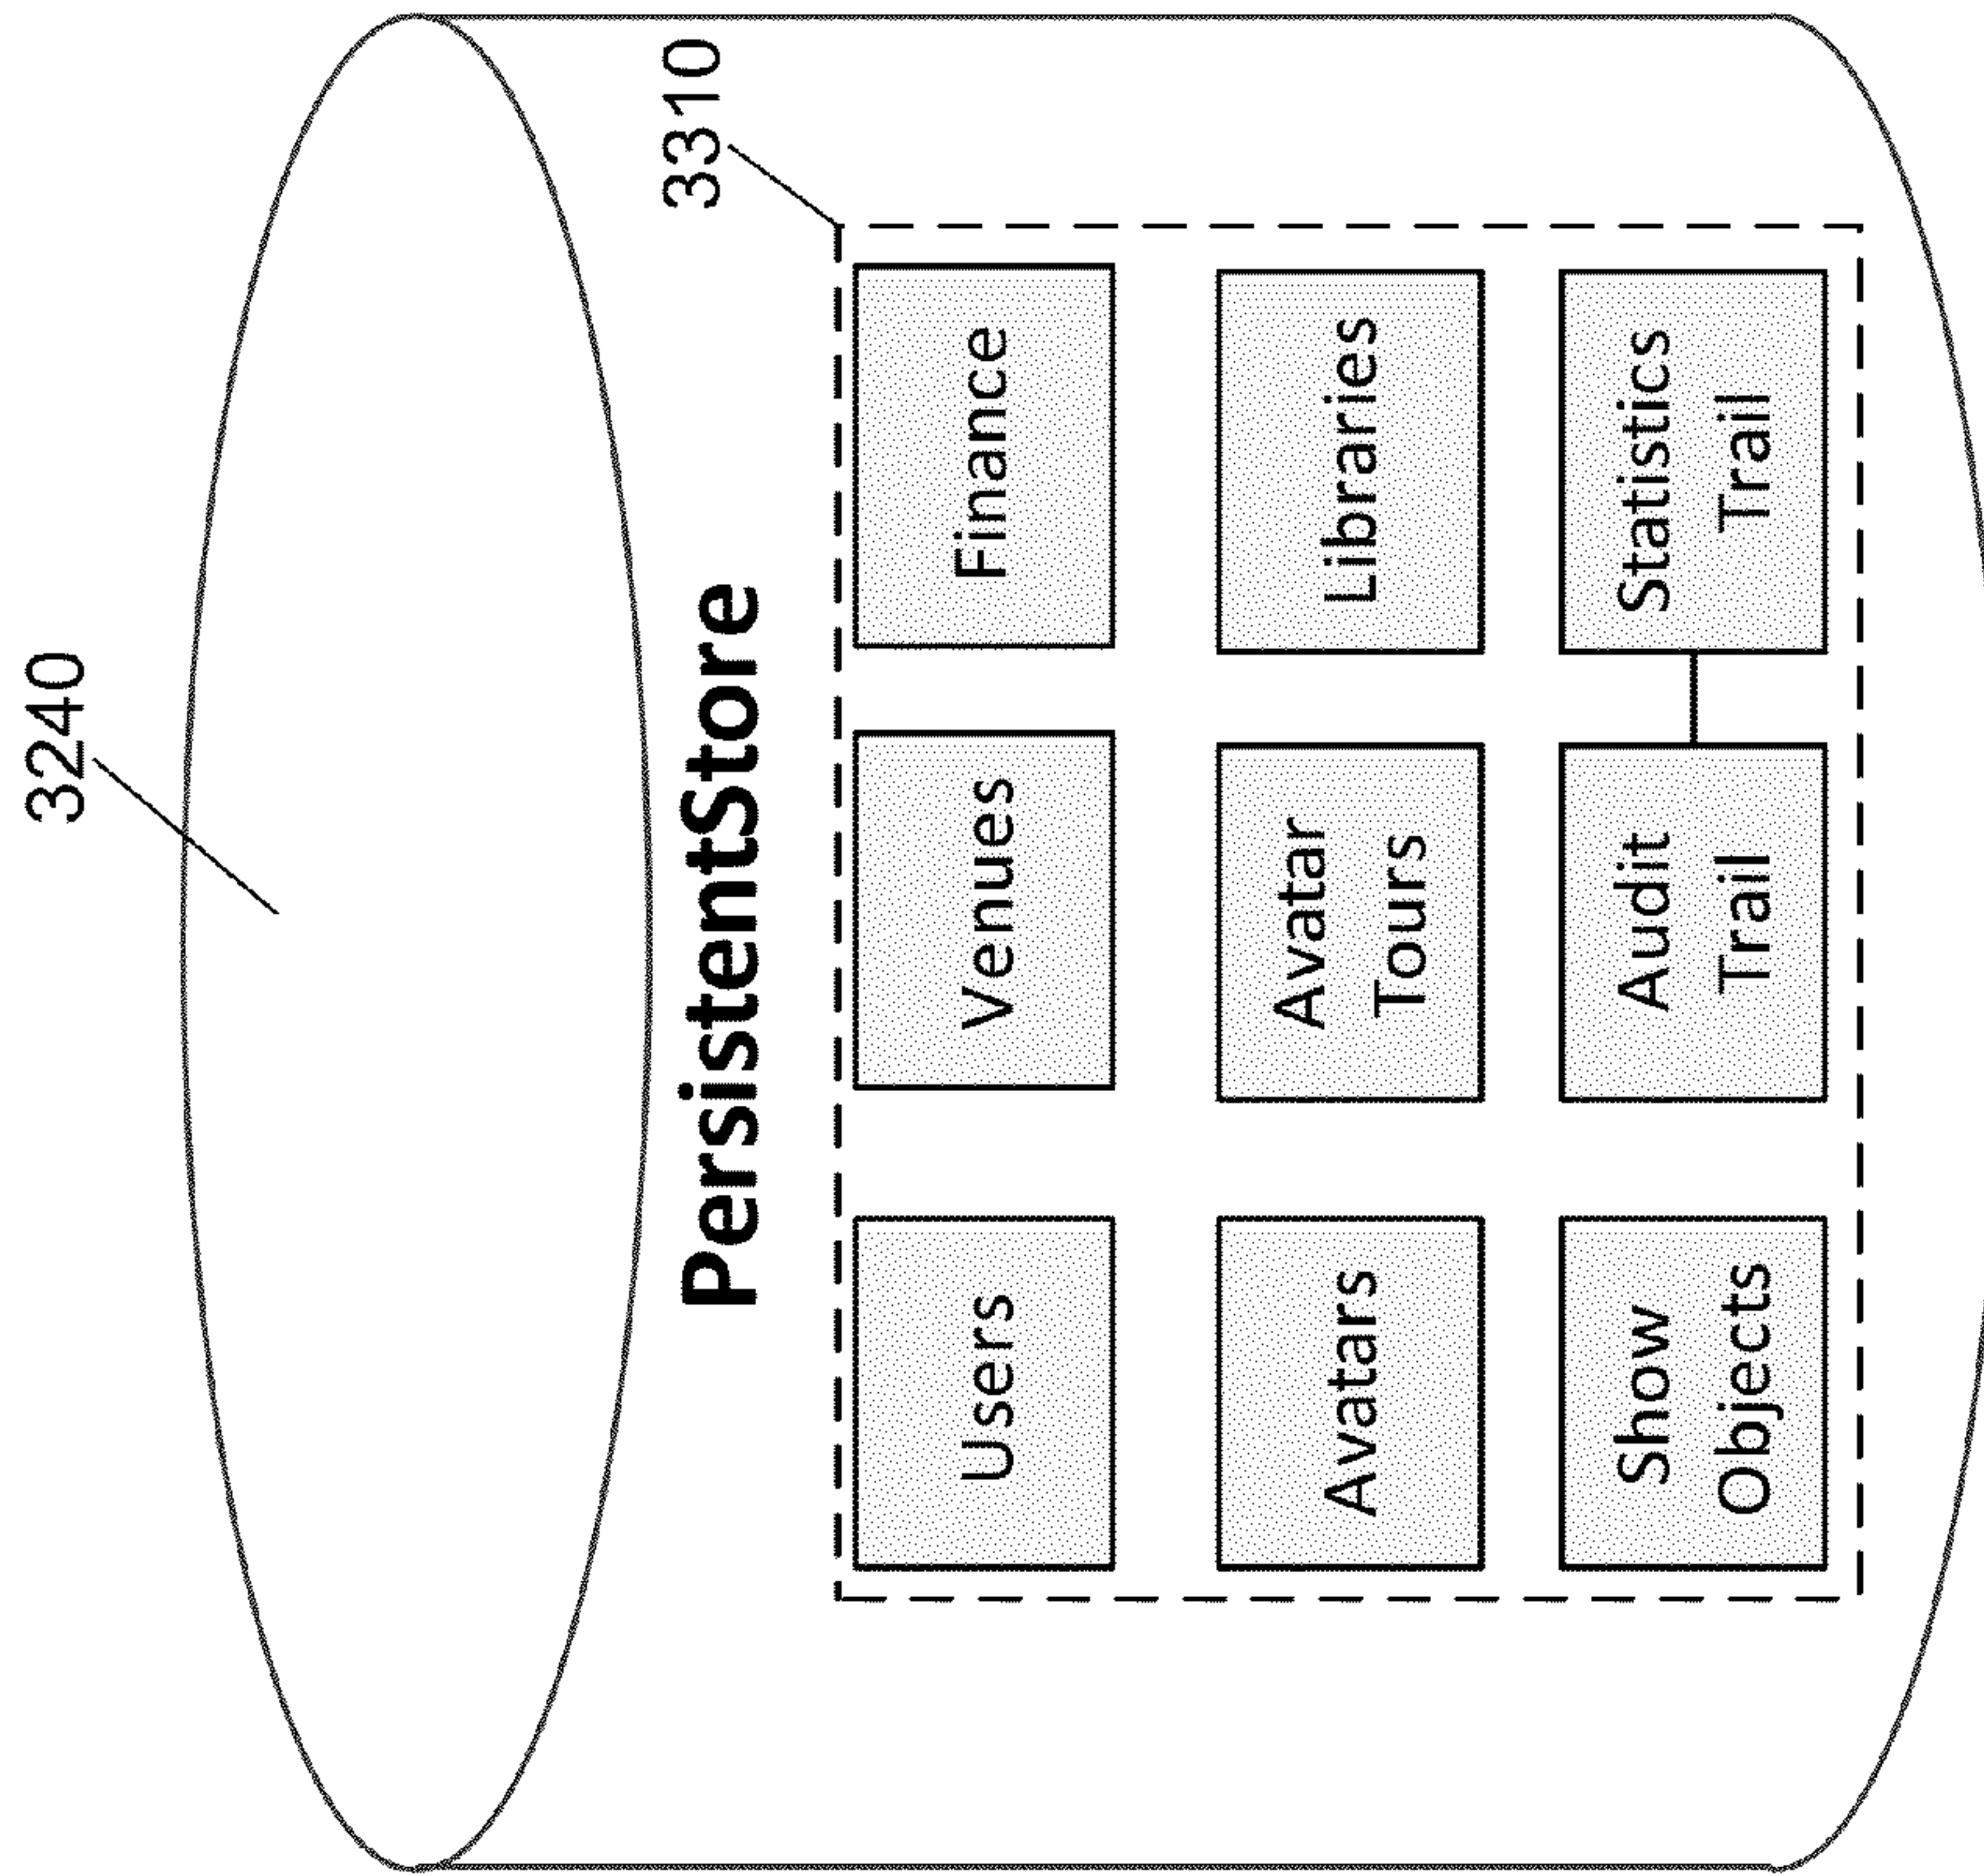 3240
PersistentStore
3310
Users
Venues
Finance
Avatars
Avatar
Tours
Libraries
Show
Objects
Audit
Trail
Statistics
Trail